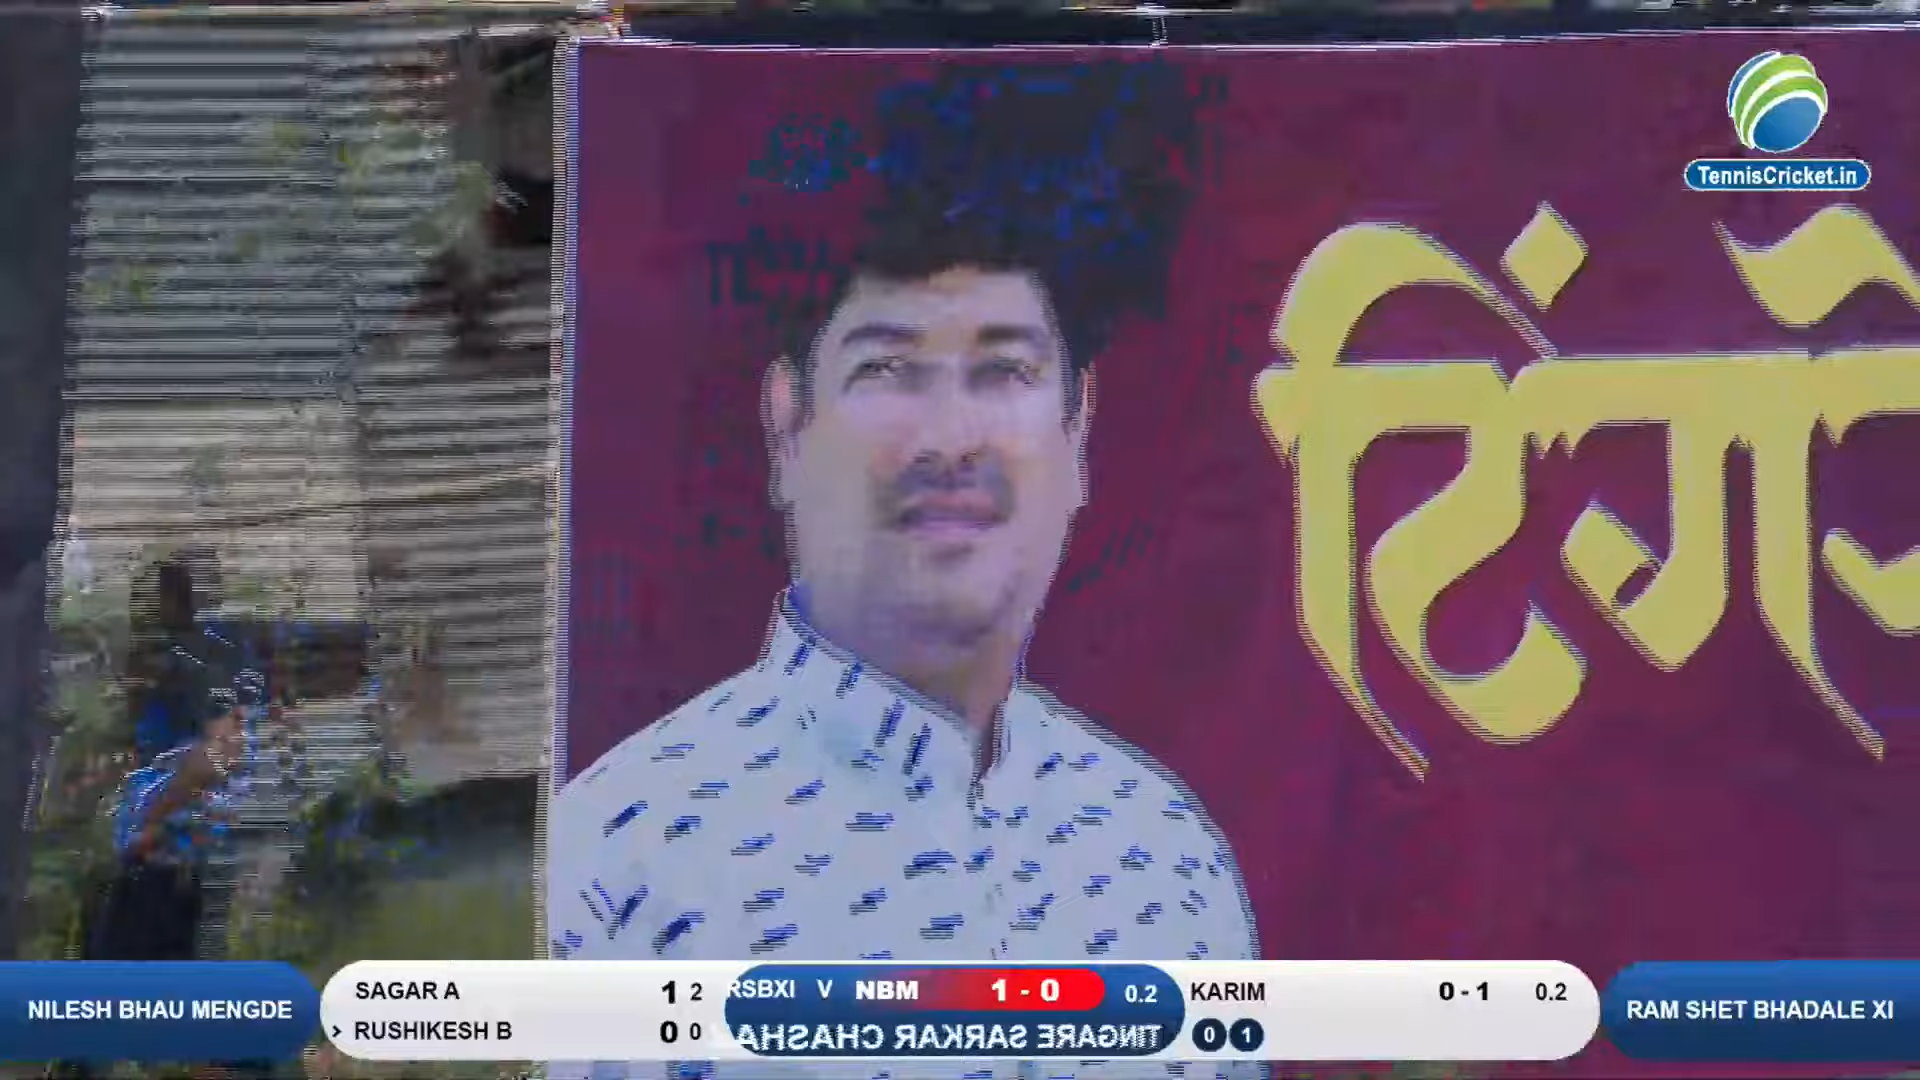 TennisCricket.in
NILESH BHAU MENGDE
SAGAR A 1 2
› RUSHIKESH B 0 0
RSBXI V NBM 1 - 0 0.2
TINGARE SARKAR CHASHA
KARIM 0 - 1 0.2
0 1
RAM SHET BHADALE XI